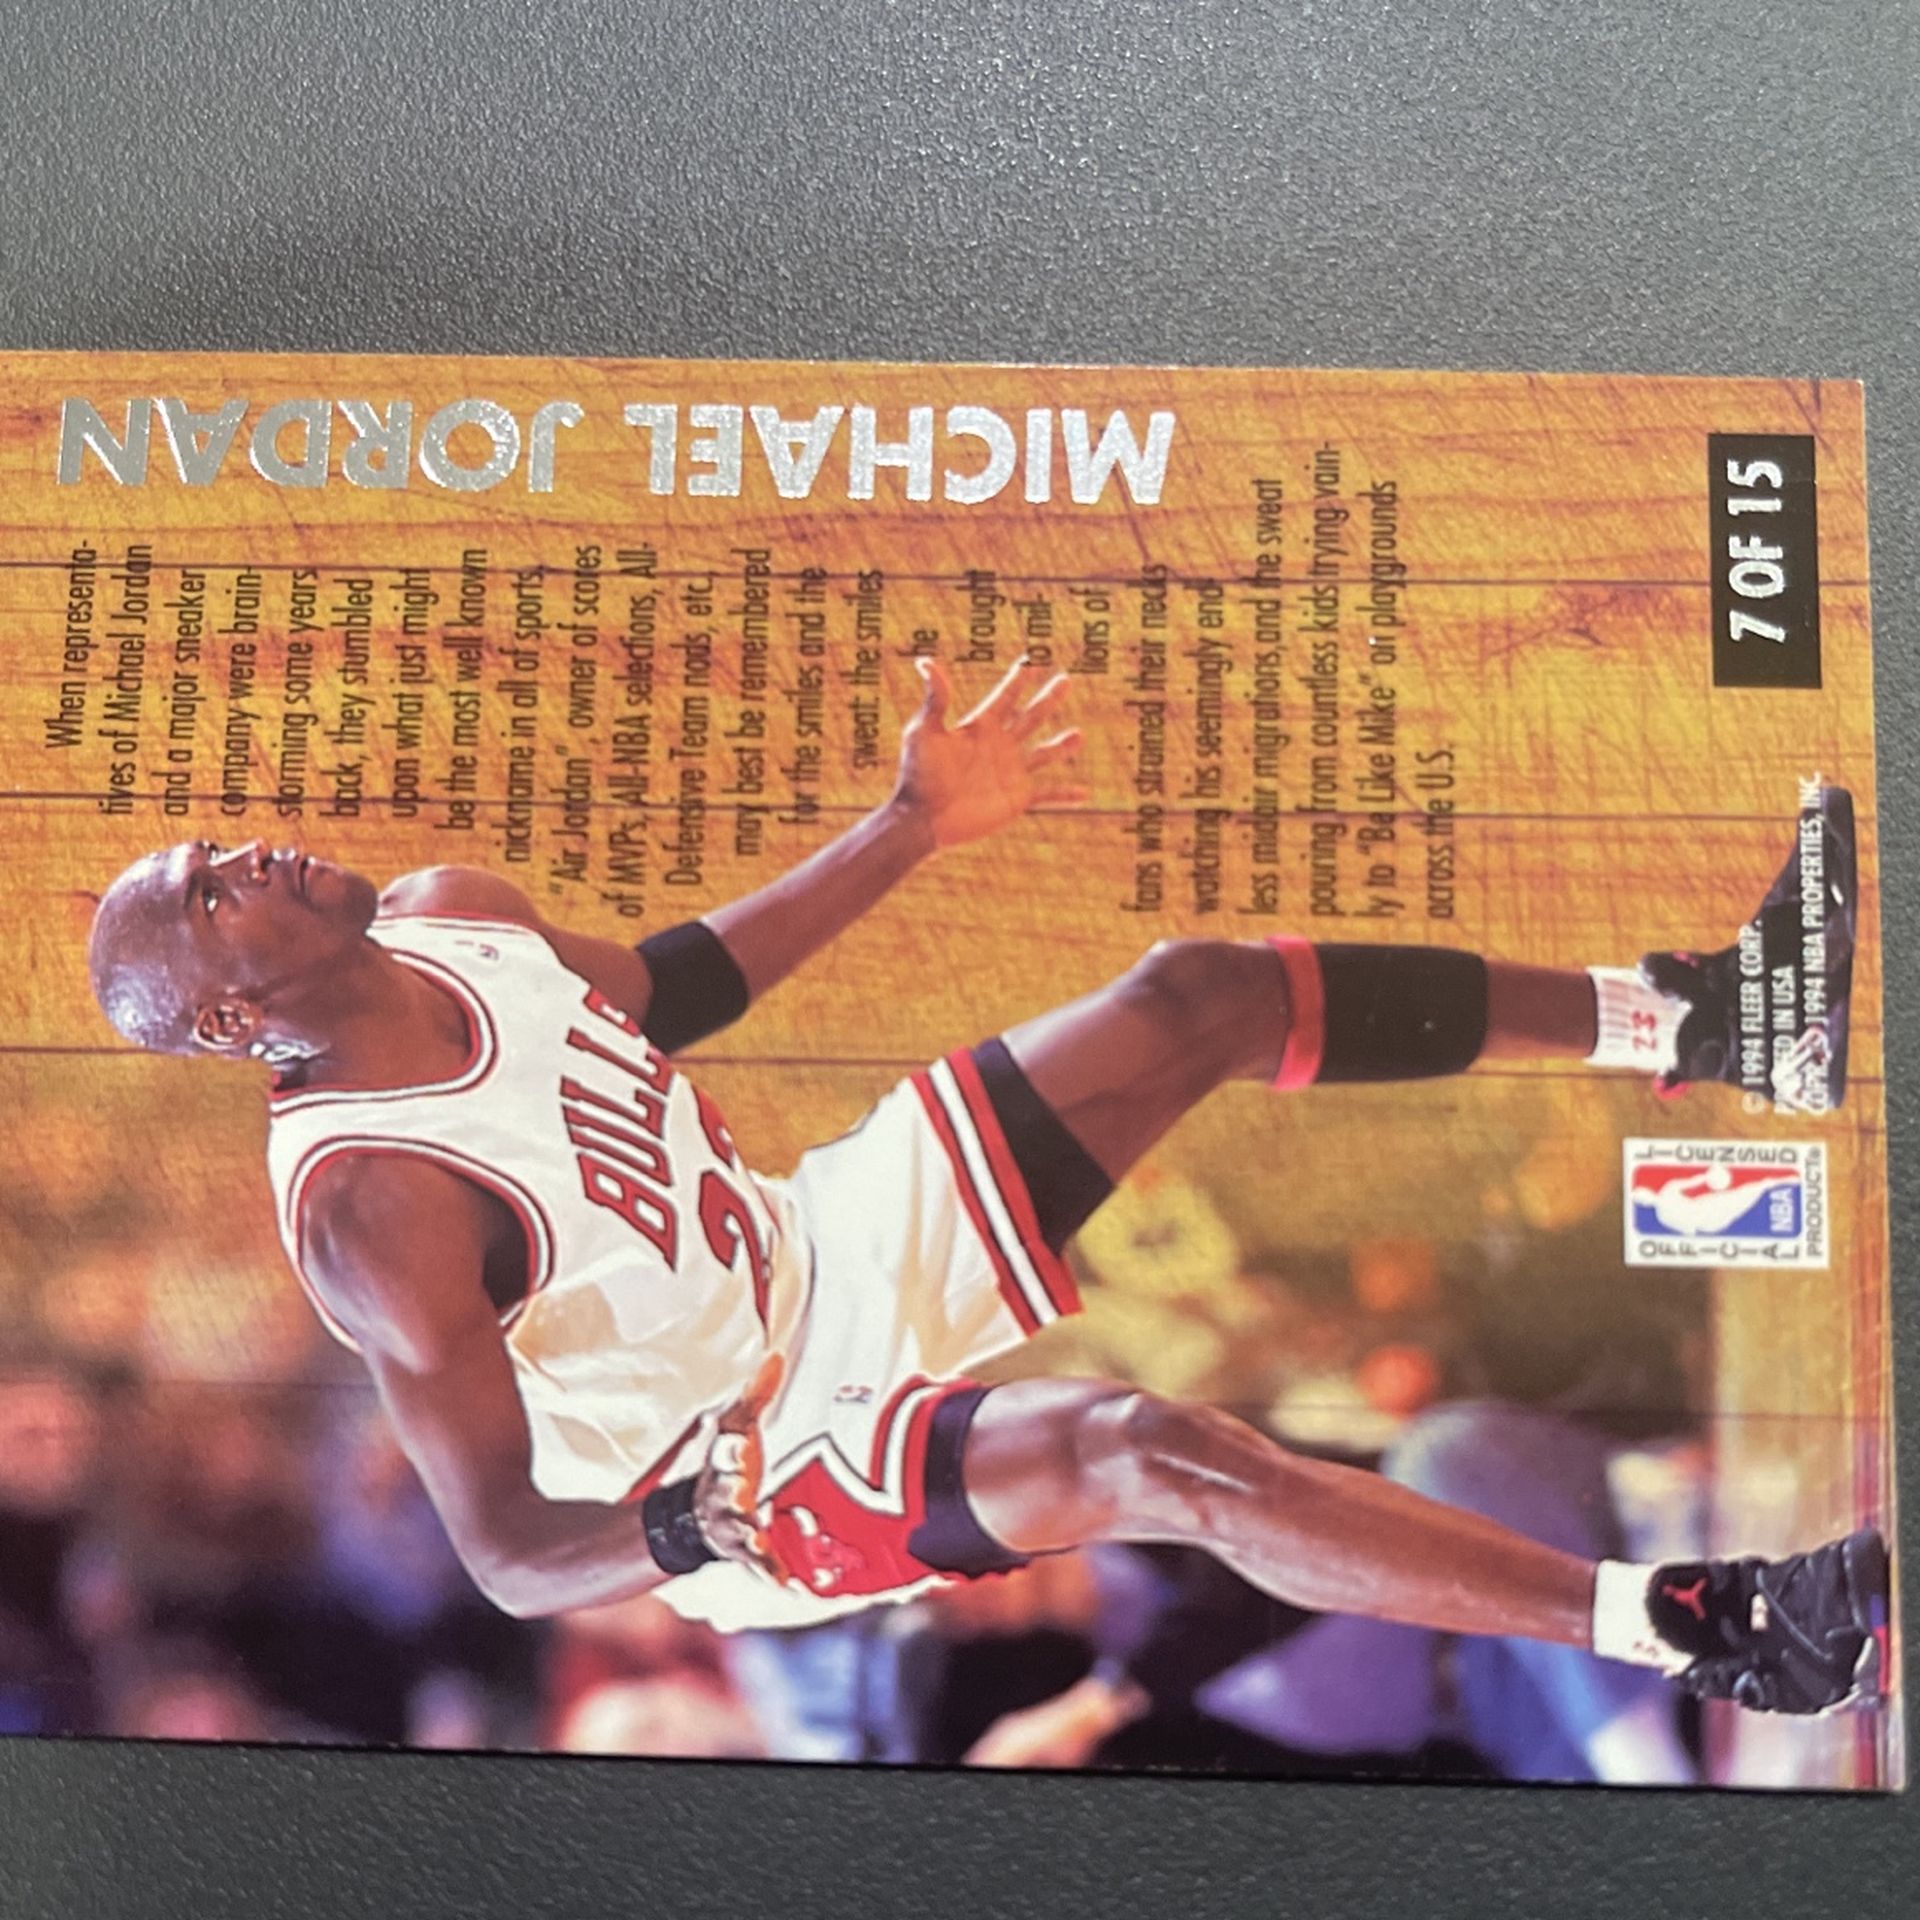 MICHAEL JORDAN
When representa-
tives of Michael Jordan
and a major sneaker
company were brain-
storming some years
back, they stumbled
upon what just might
be the most well known
nickname in all of sports,
"Air Jordan", owner of scores
of MVPs, All-NBA selections, All-
Defensive Team nods, etc.,
may best be remembered
for the smiles and the
sweat: the smiles
he
brought
to mil-
lions of
fans who strained their necks
watching his seemingly end-
less midair migrations, and the sweat
pouring from countless kids trying vain-
ly to "Be Like Mike" on playgrounds
across the U.S.
7 OF 15
© 1994 FLEER CORP.
IN USA
1994 NBA PROPERTIES, INC.
OFFICIAL LICENSED
NBA
PRODUCT®
BULLS
23